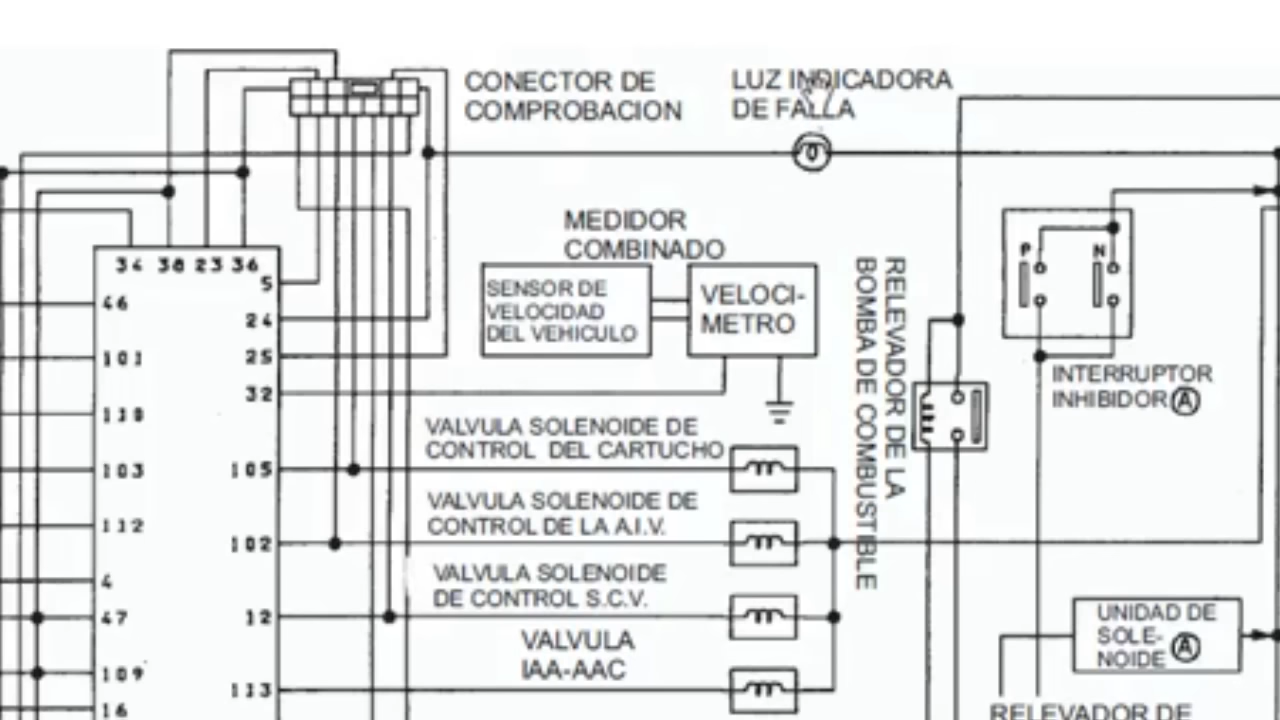 CONECTOR DE
COMPROBACION
LUZ INDICADORA
DE FALLA
MEDIDOR
COMBINADO
SENSOR DE
VELOCIDAD
DEL VEHICULO
VELOCI-
METRO
RELEVADOR DE LA
BOMBA DE COMBUSTIBLE
P N
INTERRUPTOR
INHIBIDOR A
34 38 23 36
5
46
24
101
25
32
103
105
112
102
4
47
12
109
113
16
VALVULA SOLENOIDE DE
CONTROL DEL CARTUCHO
VALVULA SOLENOIDE DE
CONTROL DE LA A.I.V.
VALVULA SOLENOIDE
DE CONTROL S.C.V.
VALVULA
IAA-AAC
UNIDAD DE
SOLE-
NOIDE A
RELEVADOR DE